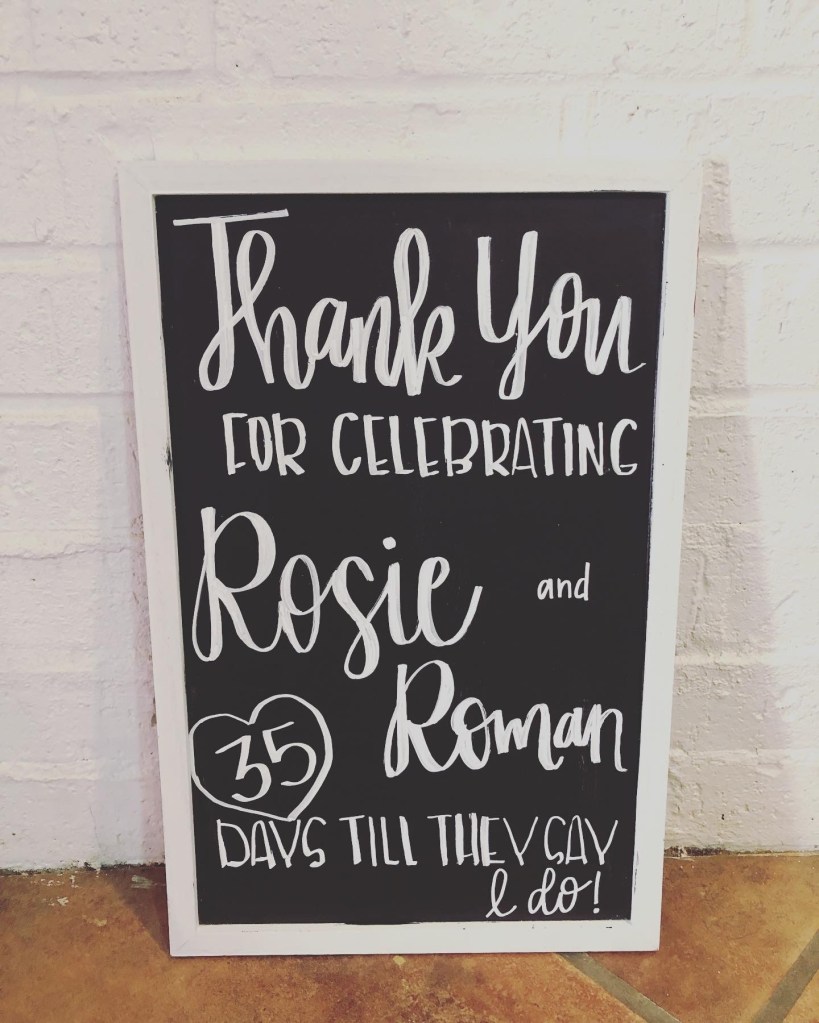 Thank You
FOR CELEBRATING
Rosie and
Roman
35
DAYS TILL THEY SAY
I do!